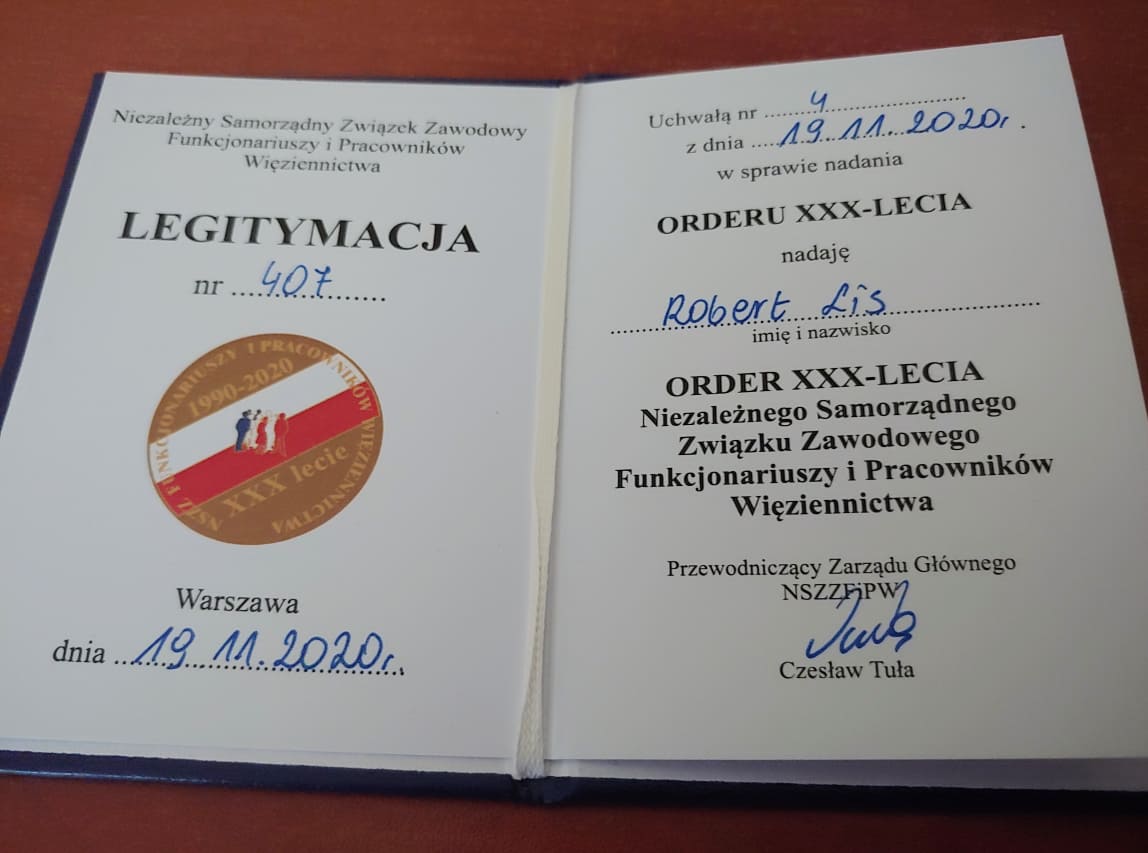 Niezależny Samorządny Związek Zawodowy
Funkcjonariuszy i Pracowników
Więziennictwa
LEGITYMACJA
nr ....407................
NSZZ FUNKCJONARIUSZY I PRACOWNIKÓW WIĘZIENNICTWA
1990-2020
XXX lecie
Warszawa
dnia ...19.11.2020r.
Uchwałą nr ........4........................
z dnia .....19.11.2020r.
w sprawie nadania
ORDERU XXX-LECIA
nadaję
Robert Lis
imię i nazwisko
ORDER XXX-LECIA
Niezależnego Samorządnego
Związku Zawodowego
Funkcjonariuszy i Pracowników
Więziennictwa
Przewodniczący Zarządu Głównego
NSZZFiPW
Czesław Tuła